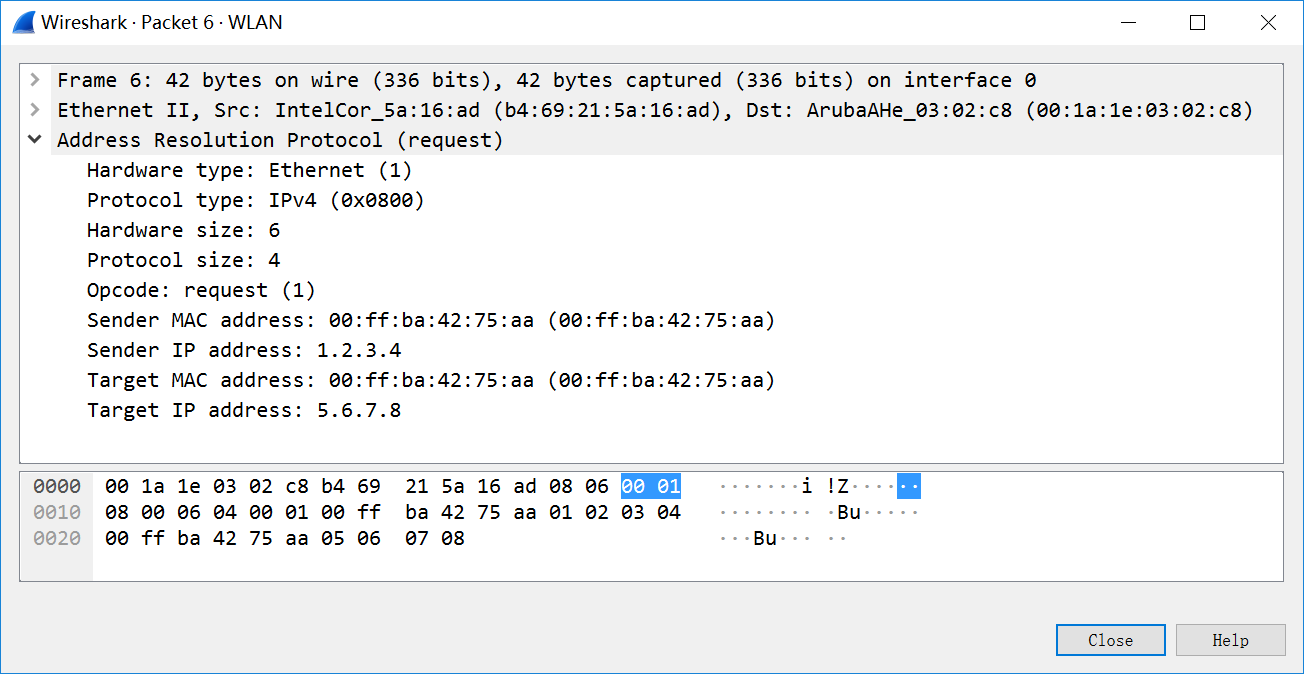 Wireshark · Packet 6 · WLAN
Frame 6: 42 bytes on wire (336 bits), 42 bytes captured (336 bits) on interface 0
Ethernet II, Src: IntelCor_5a:16:ad (b4:69:21:5a:16:ad), Dst: ArubaAHe_03:02:c8 (00:1a:1e:03:02:c8)
Address Resolution Protocol (request)
Hardware type: Ethernet (1)
Protocol type: IPv4 (0x0800)
Hardware size: 6
Protocol size: 4
Opcode: request (1)
Sender MAC address: 00:ff:ba:42:75:aa (00:ff:ba:42:75:aa)
Sender IP address: 1.2.3.4
Target MAC address: 00:ff:ba:42:75:aa (00:ff:ba:42:75:aa)
Target IP address: 5.6.7.8
0000 00 1a 1e 03 02 c8 b4 69 21 5a 16 ad 08 06 00 01 ·······i !Z······
0010 08 00 06 04 00 01 00 ff ba 42 75 aa 01 02 03 04 ········ ·Bu·····
0020 00 ff ba 42 75 aa 05 06 07 08 ···Bu··· ··
Close Help